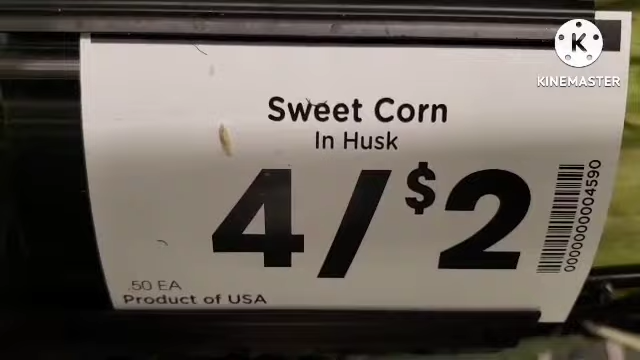 K
KINEMASTER
Sweet Corn
In Husk
4/$2
.50 EA
Product of USA
0000000004590